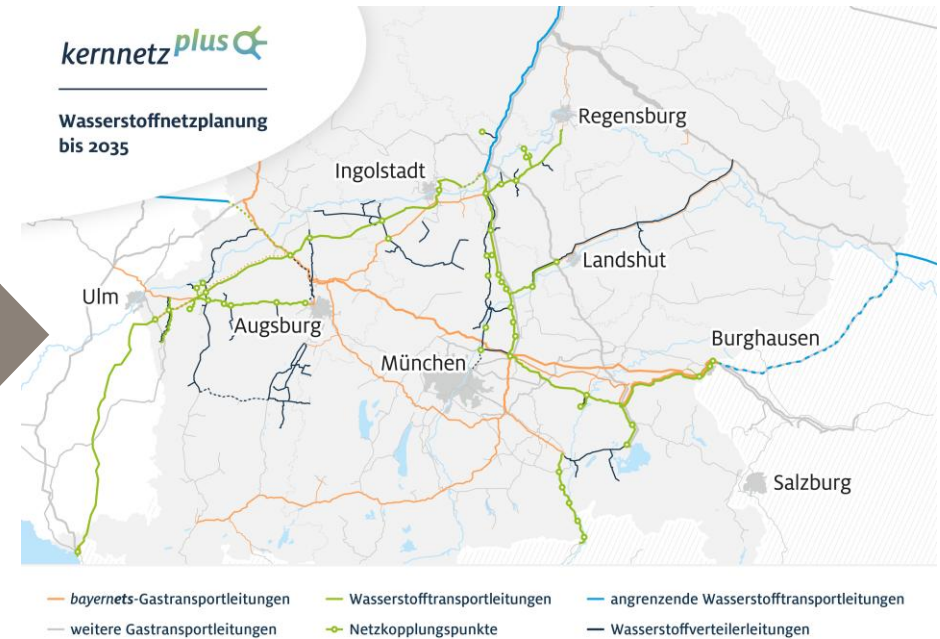 kernnetz plus
Wasserstoffnetzplanung
bis 2035
Regensburg
Ingolstadt
Landshut
Ulm
Augsburg
Burghausen
München
Salzburg
bayernets-Gastransportleitungen
Wasserstofftransportleitungen
angrenzende Wasserstofftransportleitungen
weitere Gastransportleitungen
Netzkopplungspunkte
Wasserstoffverteilerleitungen